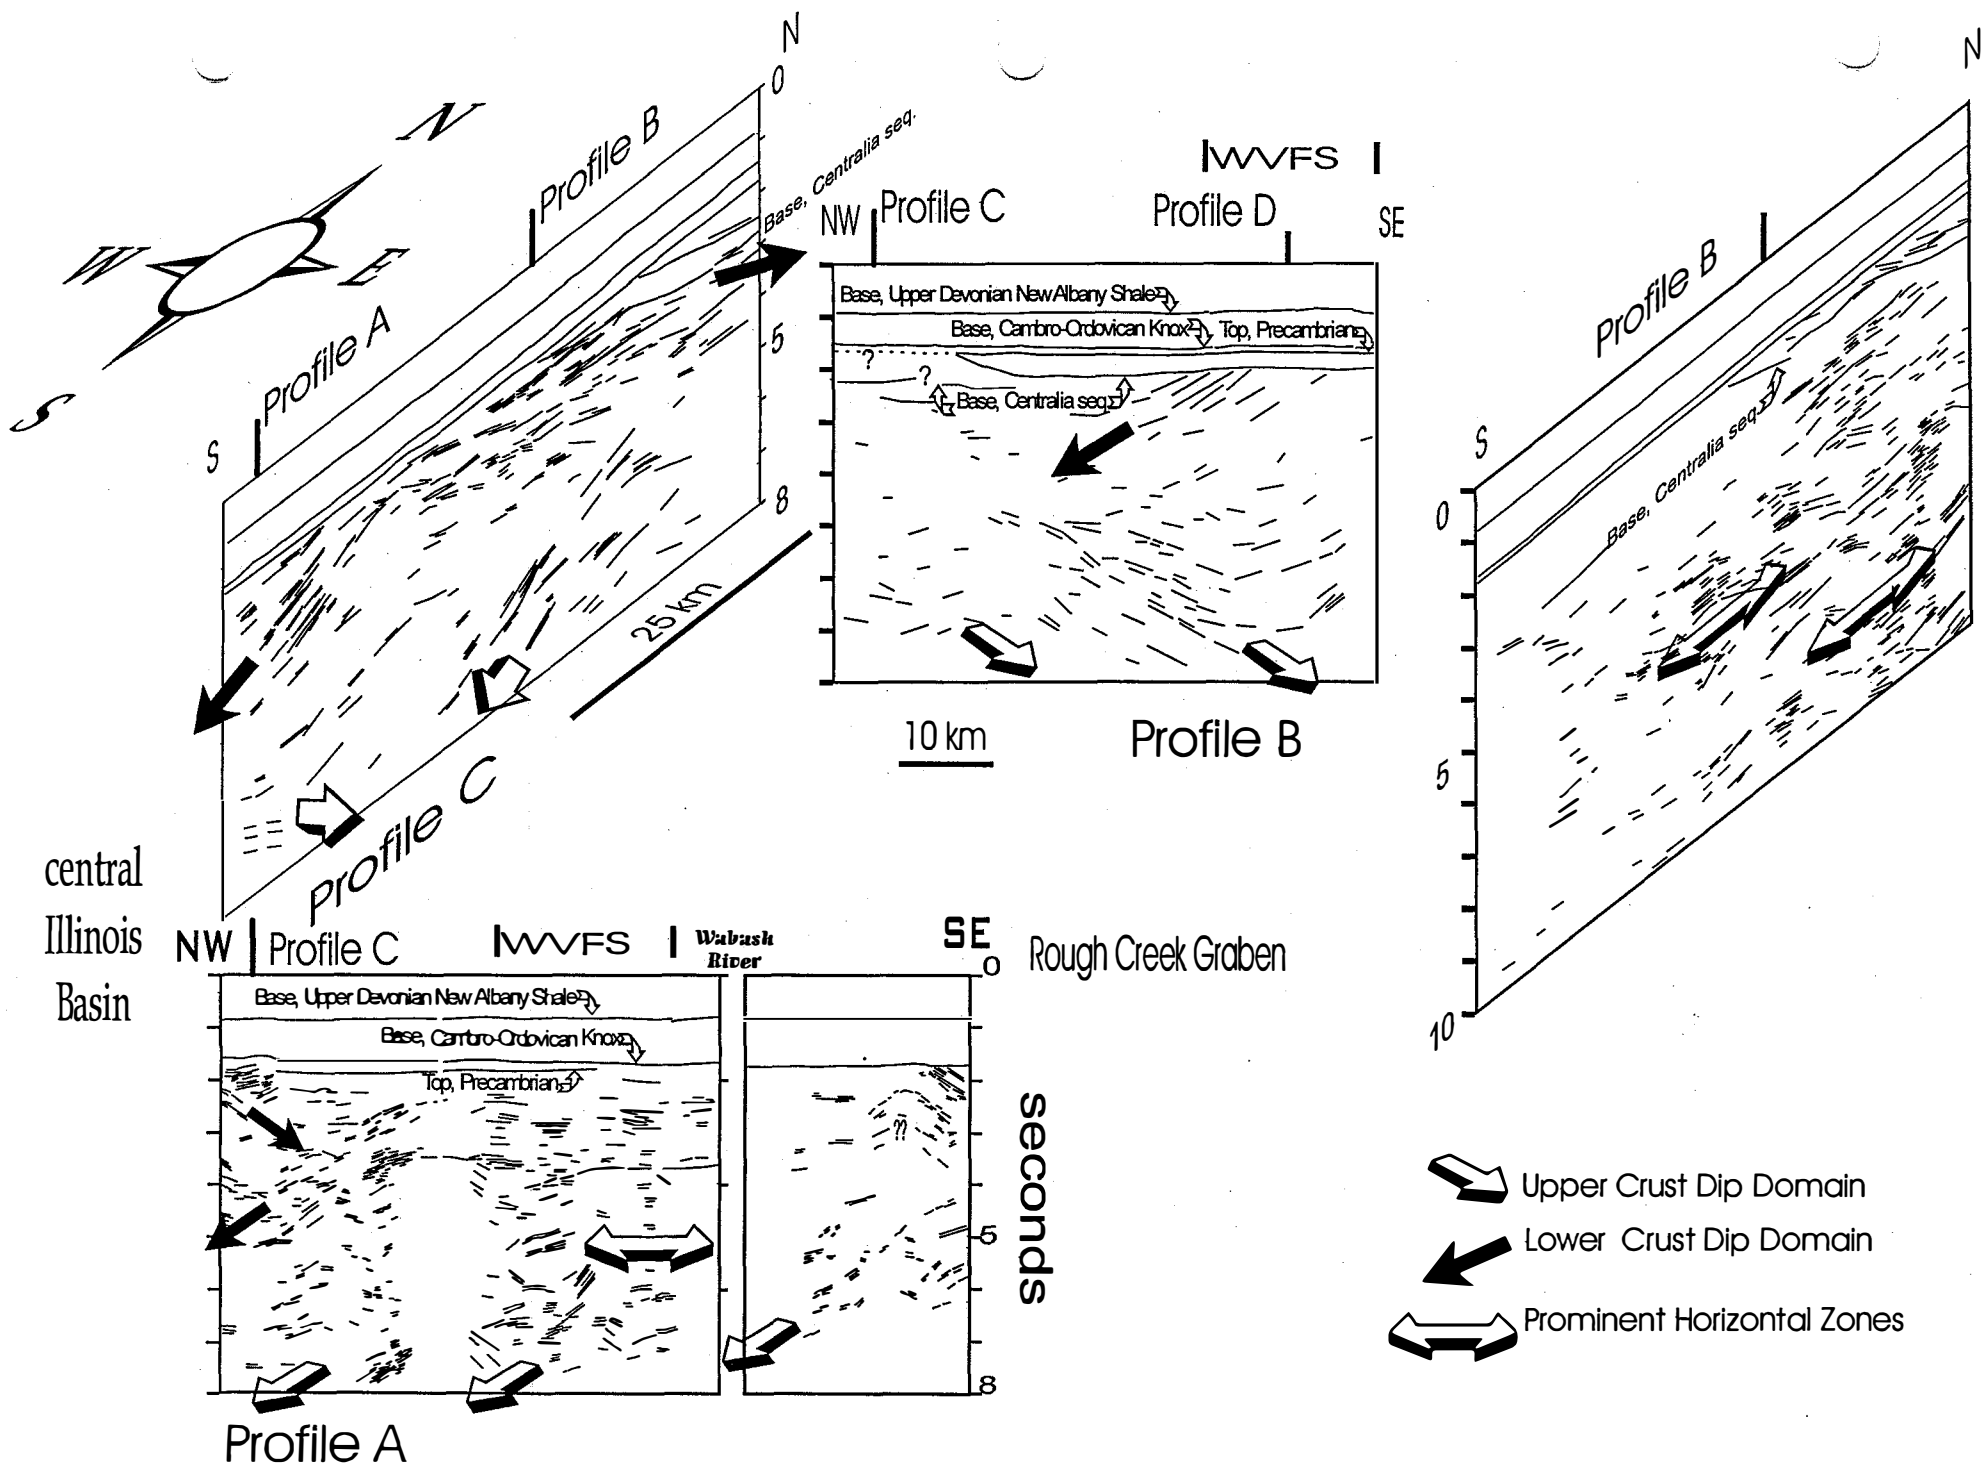 N
0
N
Profile B
Base, Centralia seq.
WVFS
NW
Profile C
Profile D
SE
W
E
S
Profile A
Base, Upper Devonian New Albany Shale
Base, Cambro-Ordovican Knox
Top, Precambrian
?
?
Base, Centralia seq.
5
S
8
25 km
10 km
Profile B
Profile C
N
Profile B
S
0
Base, Centralia seq.
5
10
central
Illinois
Basin
NW
Profile C
WVFS
Wabash
River
SE
0
Rough Creek Graben
Base, Upper Devonian New Albany Shale
Base, Cambro-Ordovican Knox
Top, Precambrian
??
5
8
seconds
Profile A
Upper Crust Dip Domain
Lower Crust Dip Domain
Prominent Horizontal Zones